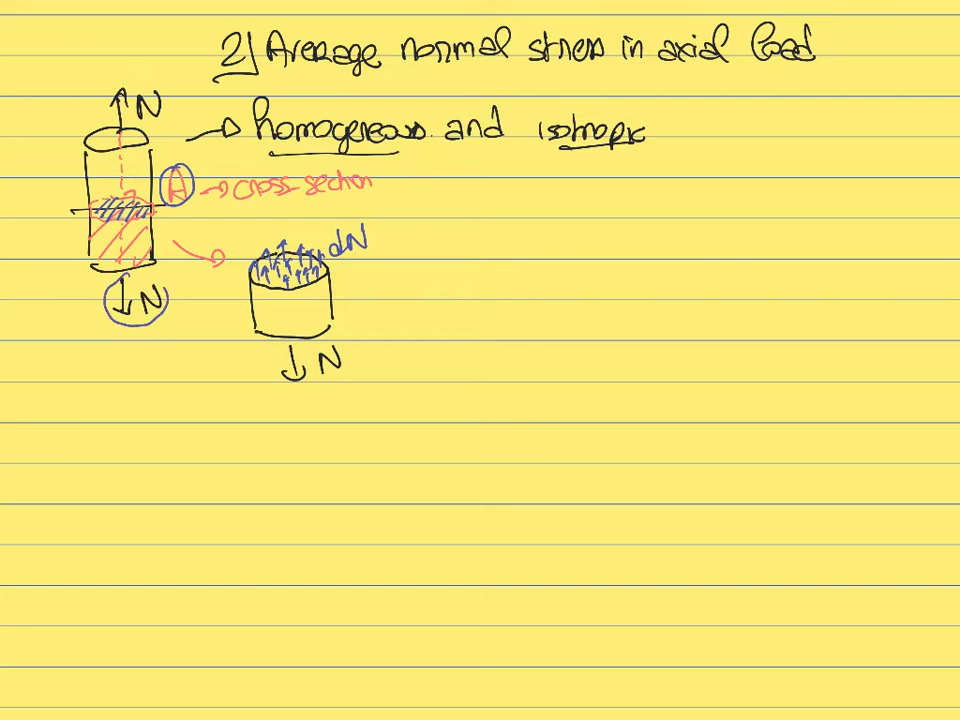 2) Average normal stress in axial load
N
→ homogeneous and isotropic
A → cross section
dN
N
N